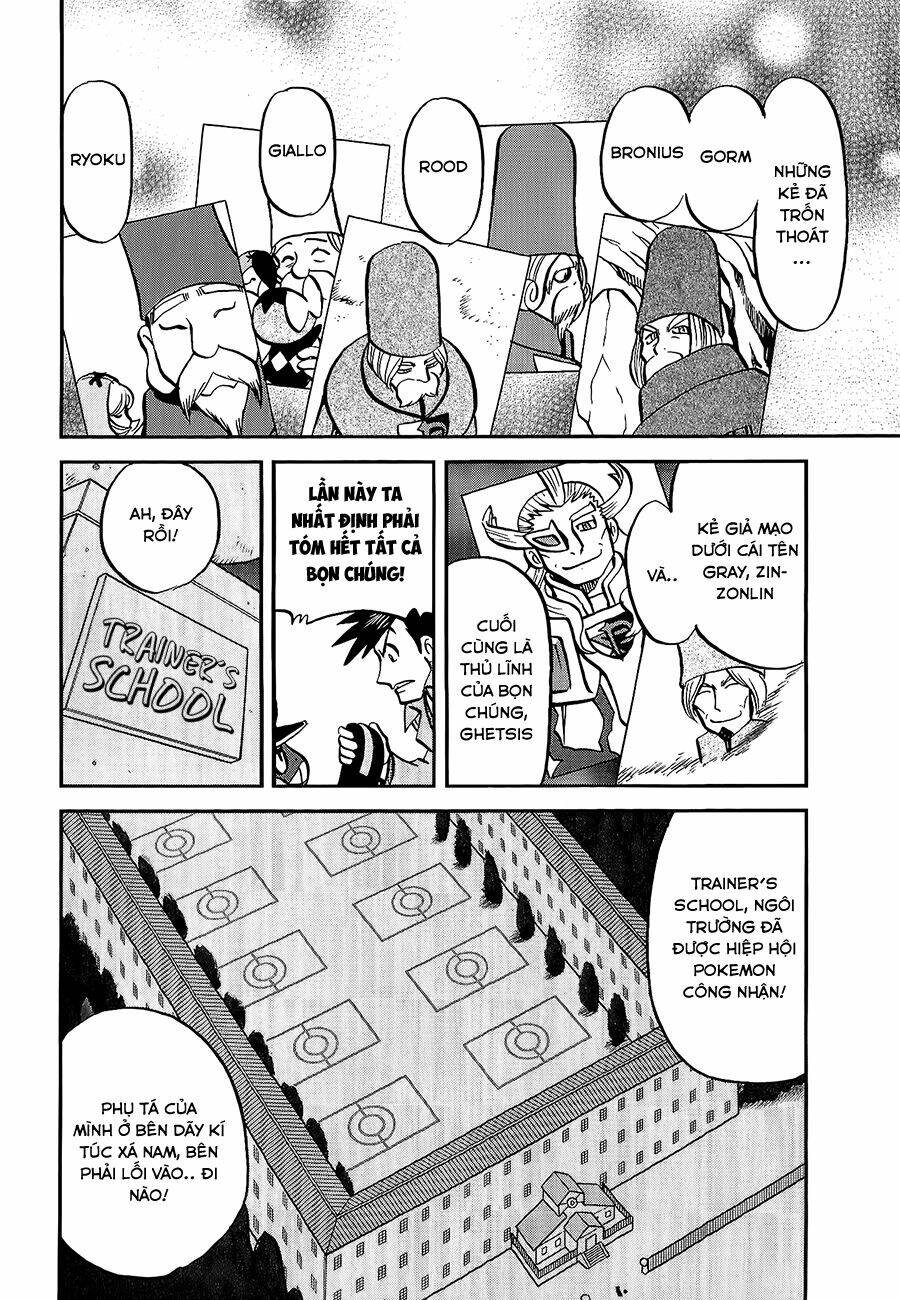 NHỮNG
KẺ ĐÃ
TRỐN
THOÁT
...
GORM
BRONIUS
ROOD
GIALLO
RYOKU
KẺ GIẢ MẠO
DƯỚI CÁI TÊN
GRAY, ZIN-
ZONLIN
VÀ..
CUỐI
CÙNG LÀ
THỦ LĨNH
CỦA BỌN
CHÚNG,
GHETSIS
LẦN NÀY TA
NHẤT ĐỊNH PHẢI
TÓM HẾT TẤT CẢ
BỌN CHÚNG!
AH, ĐÂY
RỒI!
TRAINER'S
SCHOOL
TRAINER'S
SCHOOL, NGÔI
TRƯỜNG ĐÃ
ĐƯỢC HIỆP HỘI
POKEMON
CÔNG NHẬN!
PHỤ TÁ CỦA
MÌNH Ở BÊN DÃY KÍ
TÚC XÁ NAM, BÊN
PHẢI LỐI VÀO.. ĐI
NÀO!